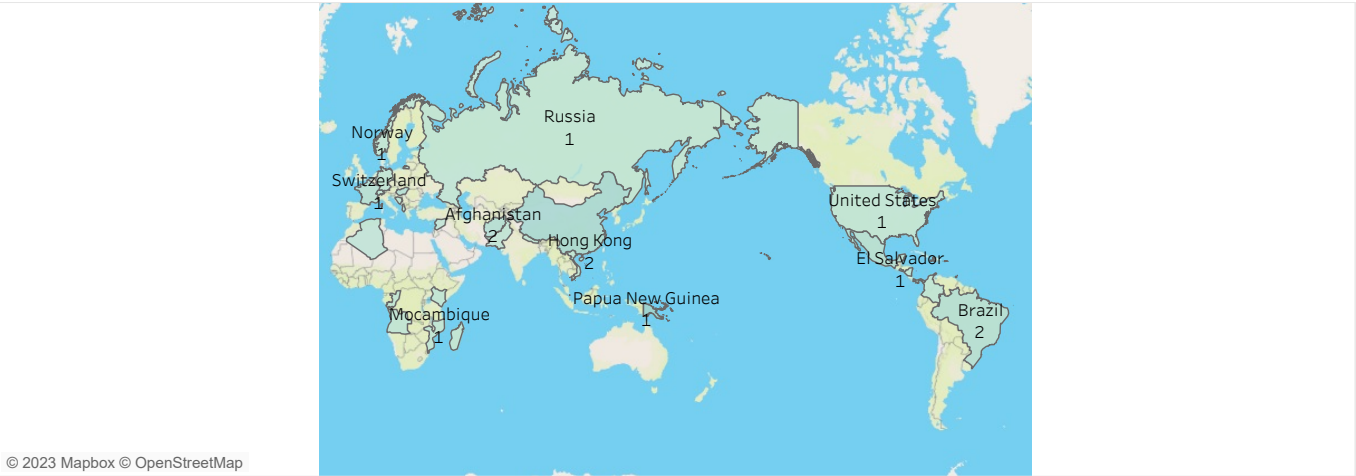 Russia
1
Norway
1
Switzerland
1
Afghanistan
2
Hong Kong
2
Papua New Guinea
1
Mocambique
1
United States
1
El Salvador
1
Brazil
2
© 2023 Mapbox © OpenStreetMap